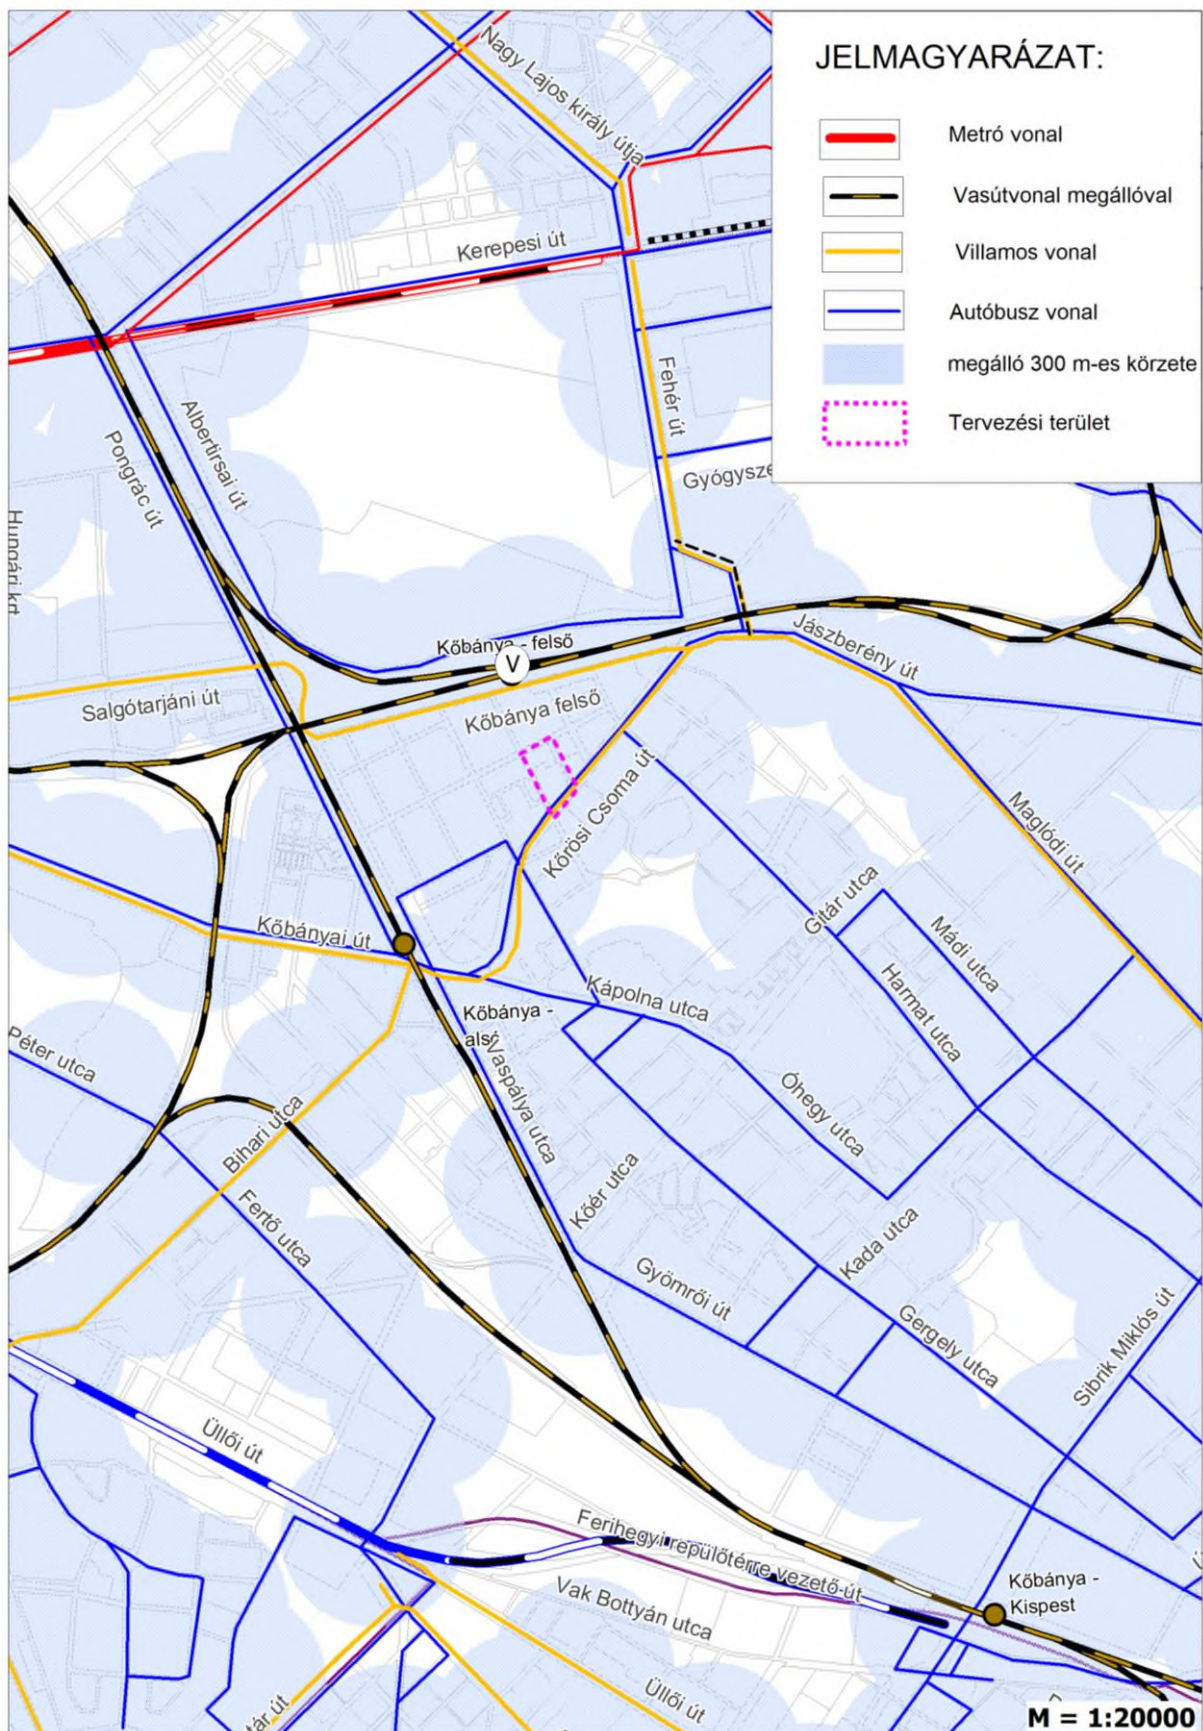 JELMAGYARÁZAT:
Metró vonal
Vasútvonal megállóval
Villamos vonal
Autóbusz vonal
megálló 300 m-es körzete
Tervezési terület
Nagy Lajos király útja
Kerepesi út
Albertirsai út
Pongrác út
Fehér út
Gyógysze
Hungári krt
Kőbánya - felső
V
Jászberény út
Salgótarjáni út
Kőbánya felső
Kőrösi Csoma út
Maglódi út
Gitár utca
Mádi utca
Kőbányai út
Harmat utca
Kápolna utca
Kőbánya -
alsó
Péter utca
Vaspálya utca
Óhegy utca
Bihari utca
Kőér utca
Fertő utca
Kada utca
Gyömrői út
Gergely utca
Sibrik Miklós út
Üllői út
Ferihegyi repülőtérre vezető út
Kőbánya -
Kispest
Vak Bottyán utca
Üllői út
tár út
M = 1:20000